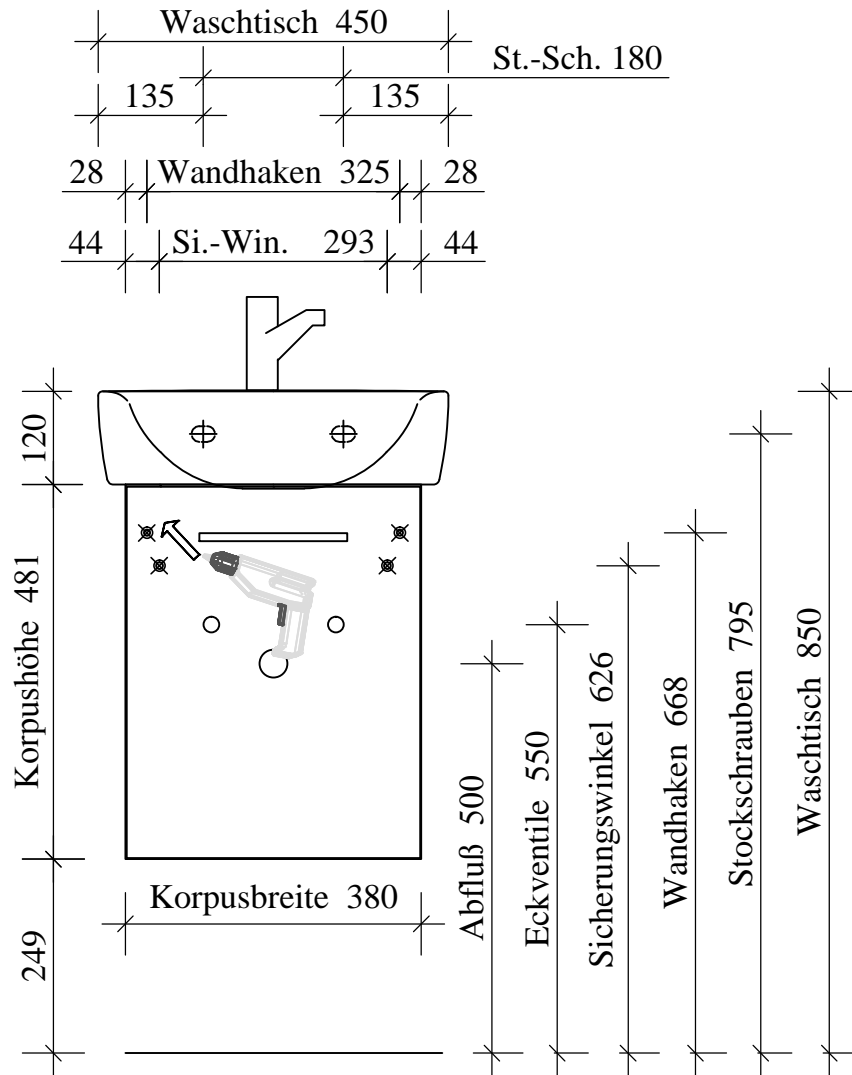 Waschtisch 450
St.-Sch. 180
135 135
28 Wandhaken 325 28
44 Si.-Win. 293 44
120
Korpushöhe 481
249
Korpusbreite 380
Abfluß 500
Eckventile 550
Sicherungswinkel 626
Wandhaken 668
Stockschrauben 795
Waschtisch 850